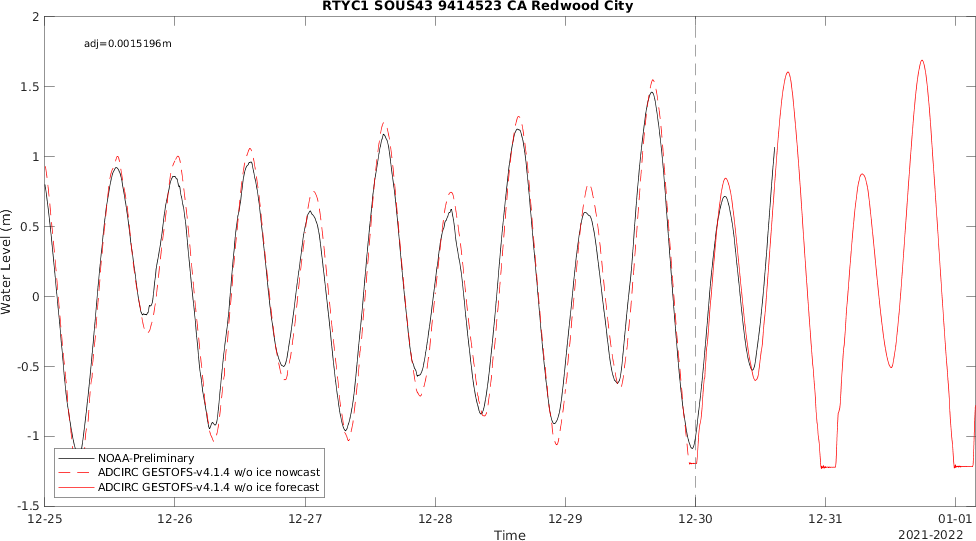 RTYC1 SOUS43 9414523 CA Redwood City
2
adj=0.0015196m
1.5
1
0.5
0
-0.5
-1
-1.5
Water Level (m)
NOAA-Preliminary
ADCIRC GESTOFS-v4.1.4 w/o ice nowcast
ADCIRC GESTOFS-v4.1.4 w/o ice forecast
12-25 12-26 12-27 12-28 12-29 12-30 12-31 01-01
Time
2021-2022